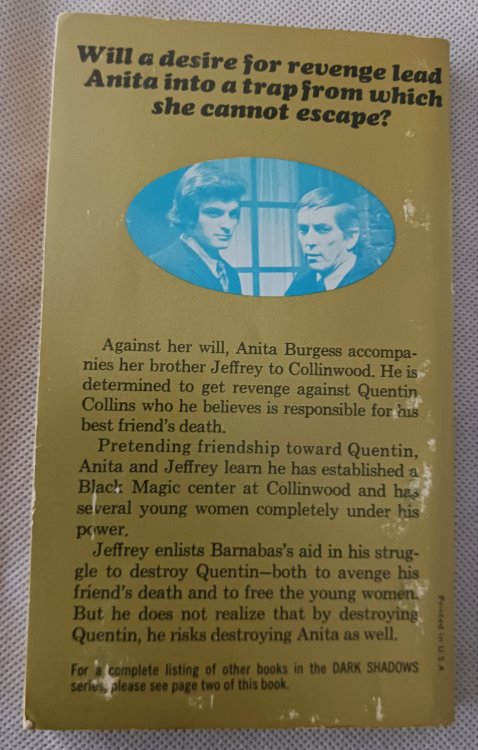 Will a desire for revenge lead
Anita into a trap from which
she cannot escape?
Against her will, Anita Burgess accompa-
nies her brother Jeffrey to Collinwood. He is
determined to get revenge against Quentin
Collins who he believes is responsible for his
best friend's death.
Pretending friendship toward Quentin,
Anita and Jeffrey learn he has established a
Black Magic center at Collinwood and has
several young women completely under his
power.
Jeffrey enlists Barnabas's aid in his strug-
gle to destroy Quentin—both to avenge his
friend's death and to free the young women.
But he does not realize that by destroying
Quentin, he risks destroying Anita as well.
For a complete listing of other books in the DARK SHADOWS
series, please see page two of this book.
Printed in U S A